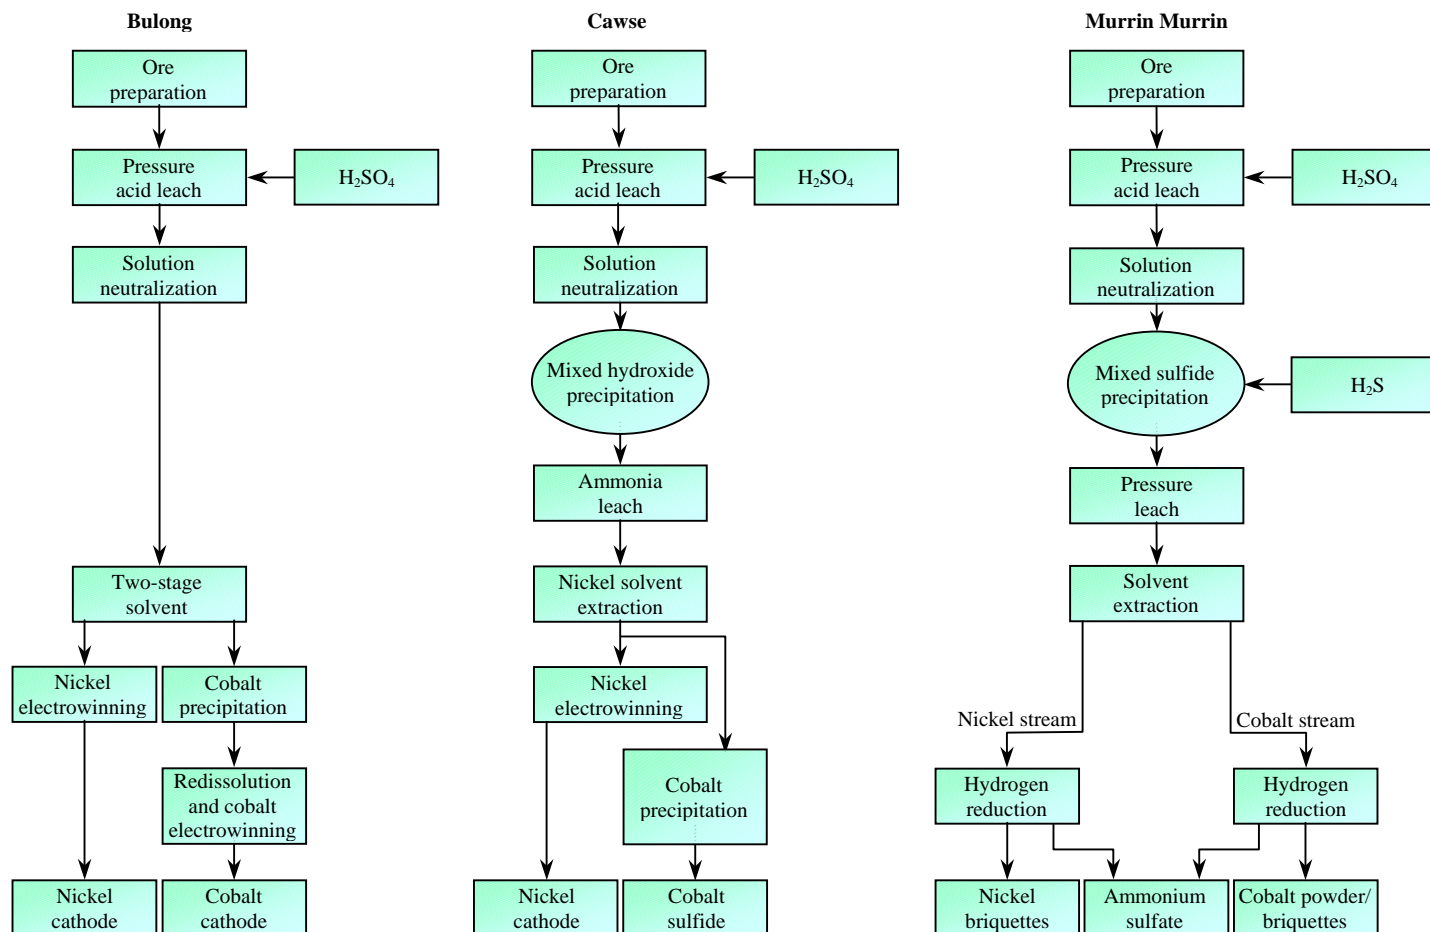 Bulong
Ore
preparation
Pressure
acid leach
H₂SO₄
Solution
neutralization
Two-stage
solvent
Nickel
electrowinning
Cobalt
precipitation
Redissolution
and cobalt
electrowinning
Nickel
cathode
Cobalt
cathode
Cawse
Ore
preparation
Pressure
acid leach
H₂SO₄
Solution
neutralization
Mixed hydroxide
precipitation
Ammonia
leach
Nickel solvent
extraction
Nickel
electrowinning
Cobalt
precipitation
Nickel
cathode
Cobalt
sulfide
Murrin Murrin
Ore
preparation
Pressure
acid leach
H₂SO₄
Solution
neutralization
Mixed sulfide
precipitation
H₂S
Pressure
leach
Solvent
extraction
Nickel stream
Cobalt stream
Hydrogen
reduction
Hydrogen
reduction
Nickel
briquettes
Ammonium
sulfate
Cobalt powder/
briquettes